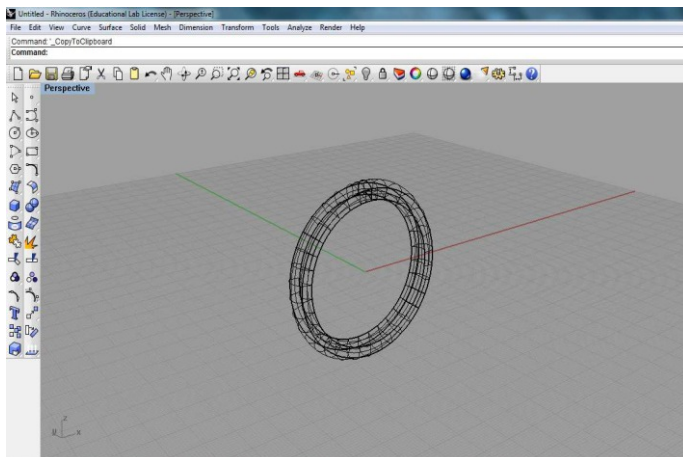 Untitled - Rhinoceros (Educational Lab License) - [Perspective]
File Edit View Curve Surface Solid Mesh Dimension Transform Tools Analyze Render Help
Command: '_CopyToClipboard
Command:
Perspective
z
y x